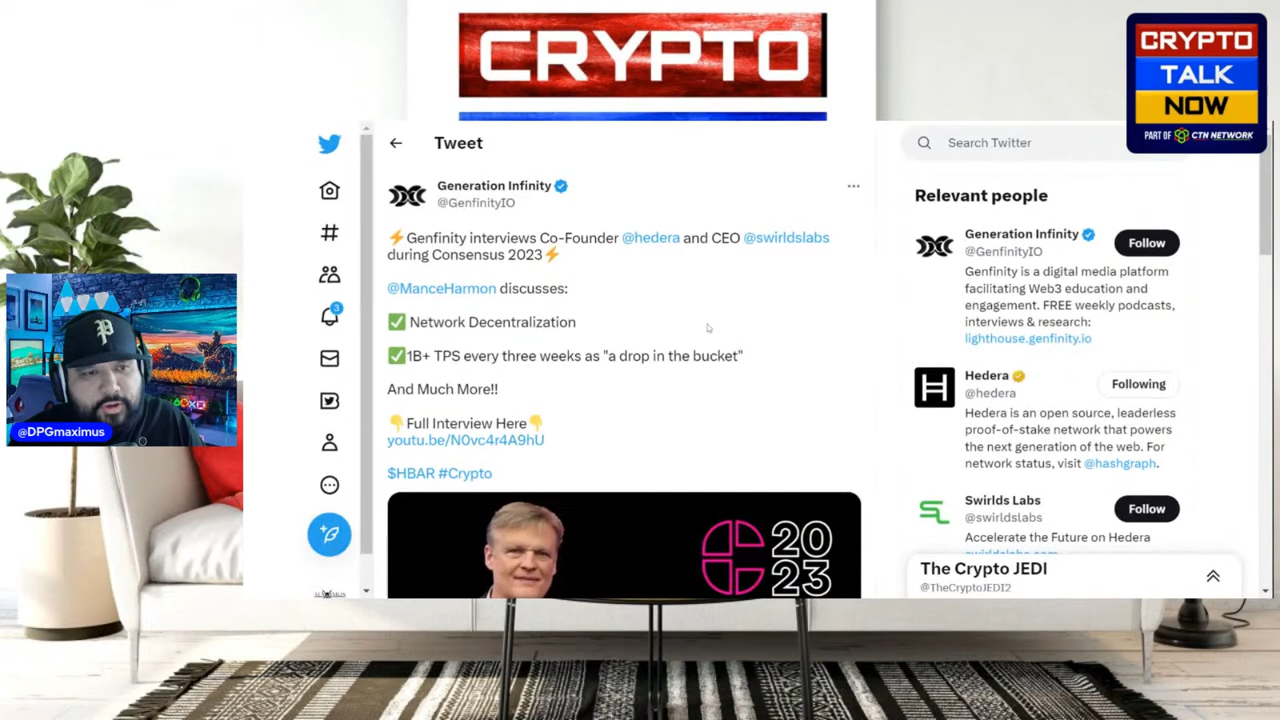 CRYPTO
CRYPTO
TALK
NOW
PART OF CTN NETWORK
Tweet
Search Twitter
Generation Infinity
@GenfinityIO
⚡Genfinity interviews Co-Founder @hedera and CEO @swirldslabs
during Consensus 2023⚡
@ManceHarmon discusses:
✅ Network Decentralization
✅1B+ TPS every three weeks as "a drop in the bucket"
And Much More!!
👇Full Interview Here👇
youtu.be/N0vc4r4A9hU
$HBAR #Crypto
20
23
Relevant people
Generation Infinity
@GenfinityIO
Follow
Genfinity is a digital media platform
facilitating Web3 education and
engagement. FREE weekly podcasts,
interviews & research:
lighthouse.genfinity.io
Hedera
@hedera
Following
Hedera is an open source, leaderless
proof-of-stake network that powers
the next generation of the web. For
network status, visit @hashgraph.
Swirlds Labs
@swirldslabs
Follow
Accelerate the Future on Hedera
swirldslabs.com
The Crypto JEDI
@TheCryptoJEDI2
3
P
@DPGmaximus